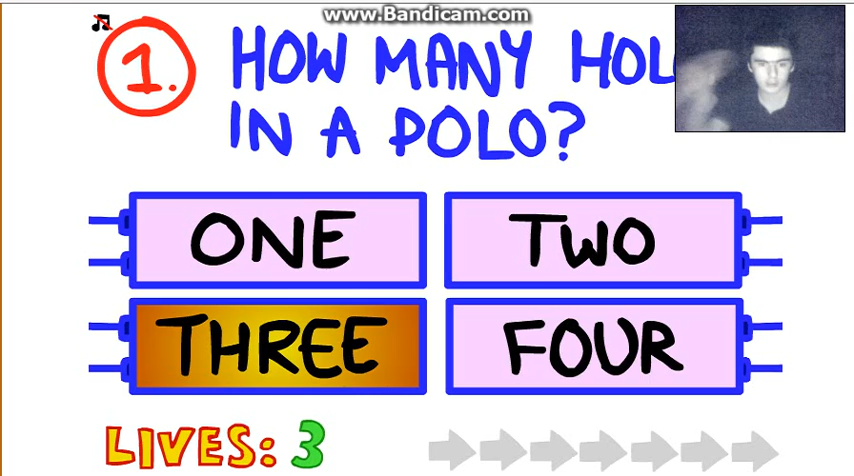 www.Bandicam.com
1. HOW MANY HOL
IN A POLO?
ONE TWO
THREE FOUR
LIVES: 3